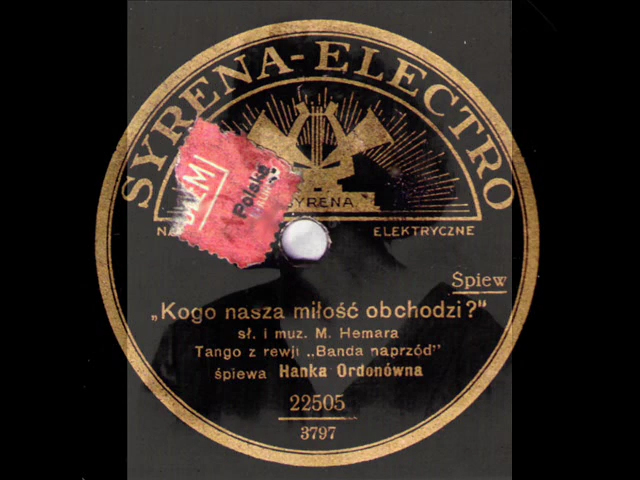 SYRENA-ELECTRO
Polska
SYRENA
ELEKTRYCZNE
Śpiew
„Kogo nasza miłość obchodzi?"
sł. i muz. M. Hemara
Tango z rewji „Banda naprzód"
śpiewa Hanka Ordonówna
22505
3797